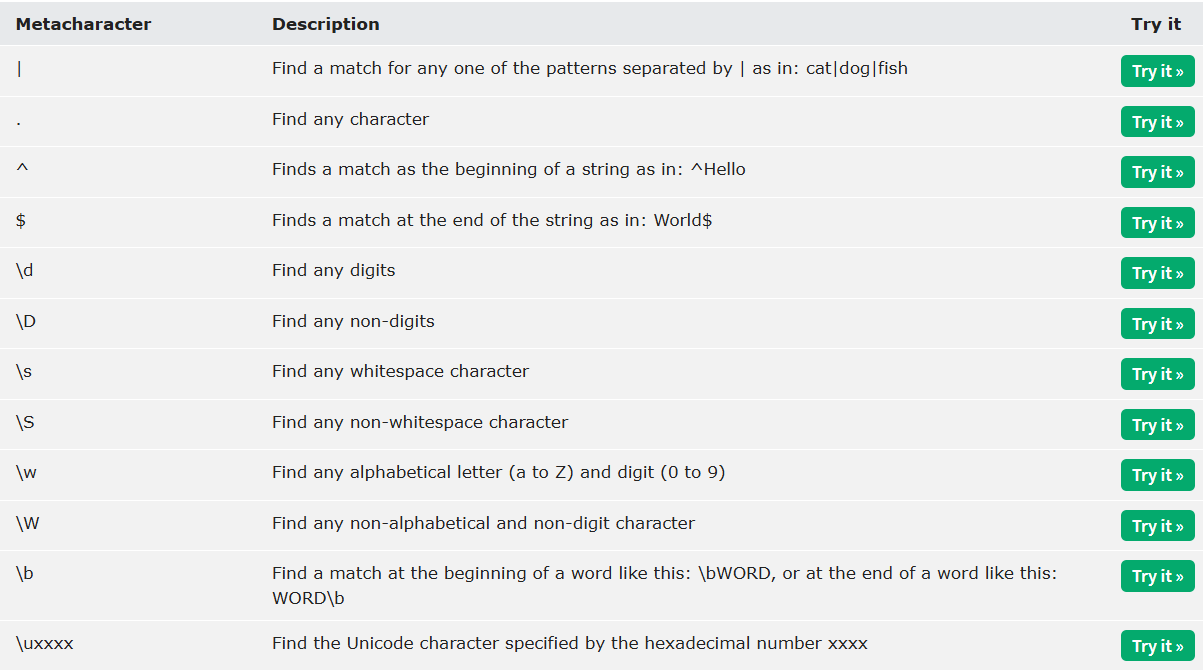 Metacharacter Description Try it
| Find a match for any one of the patterns separated by | as in: cat|dog|fish Try it »
. Find any character Try it »
^ Finds a match as the beginning of a string as in: ^Hello Try it »
$ Finds a match at the end of the string as in: World$ Try it »
\d Find any digits Try it »
\D Find any non-digits Try it »
\s Find any whitespace character Try it »
\S Find any non-whitespace character Try it »
\w Find any alphabetical letter (a to Z) and digit (0 to 9) Try it »
\W Find any non-alphabetical and non-digit character Try it »
\b Find a match at the beginning of a word like this: \bWORD, or at the end of a word like this: Try it »
WORD\b
\uxxxx Find the Unicode character specified by the hexadecimal number xxxx Try it »